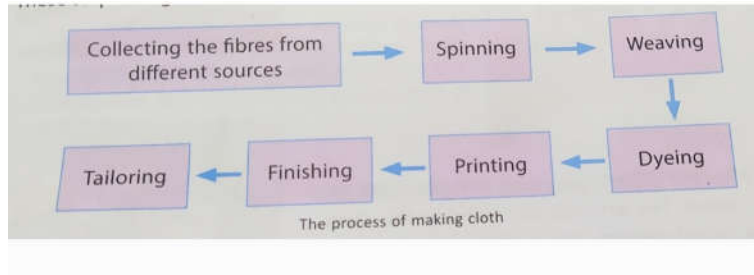 Collecting the fibres from
different sources
Spinning
Weaving
Dyeing
Printing
Finishing
Tailoring
The process of making cloth